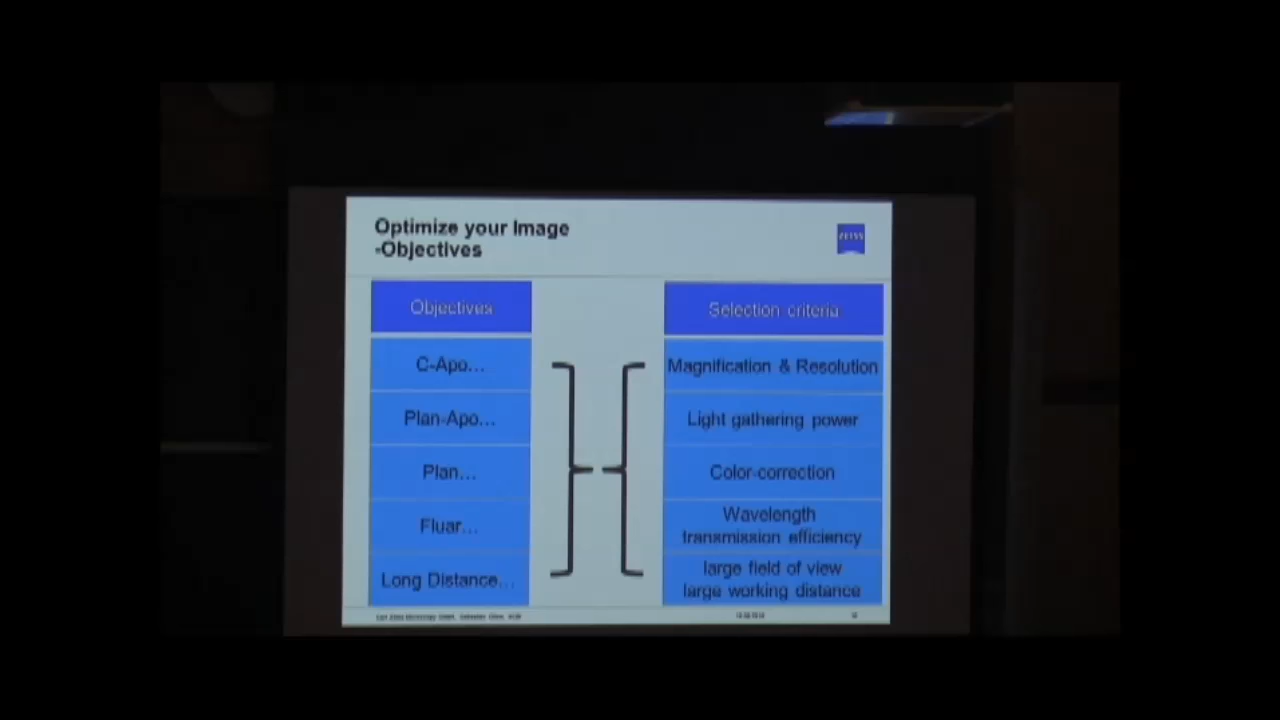 Optimize your Image
-Objectives
ZEISS
Objectives
Selection criteria
C-Apo...
Magnification & Resolution
Plan-Apo...
Light gathering power
Plan...
Color-correction
Fluar...
Wavelength
transmission efficiency
Long Distance...
large field of view
large working distance